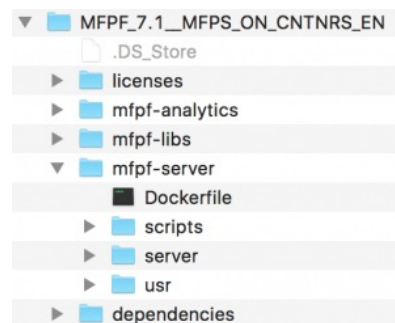 MFPF_7.1__MFPS_ON_CNTNRS_EN
.DS_Store
licenses
mfpf-analytics
mfpf-libs
mfpf-server
Dockerfile
scripts
server
usr
dependencies